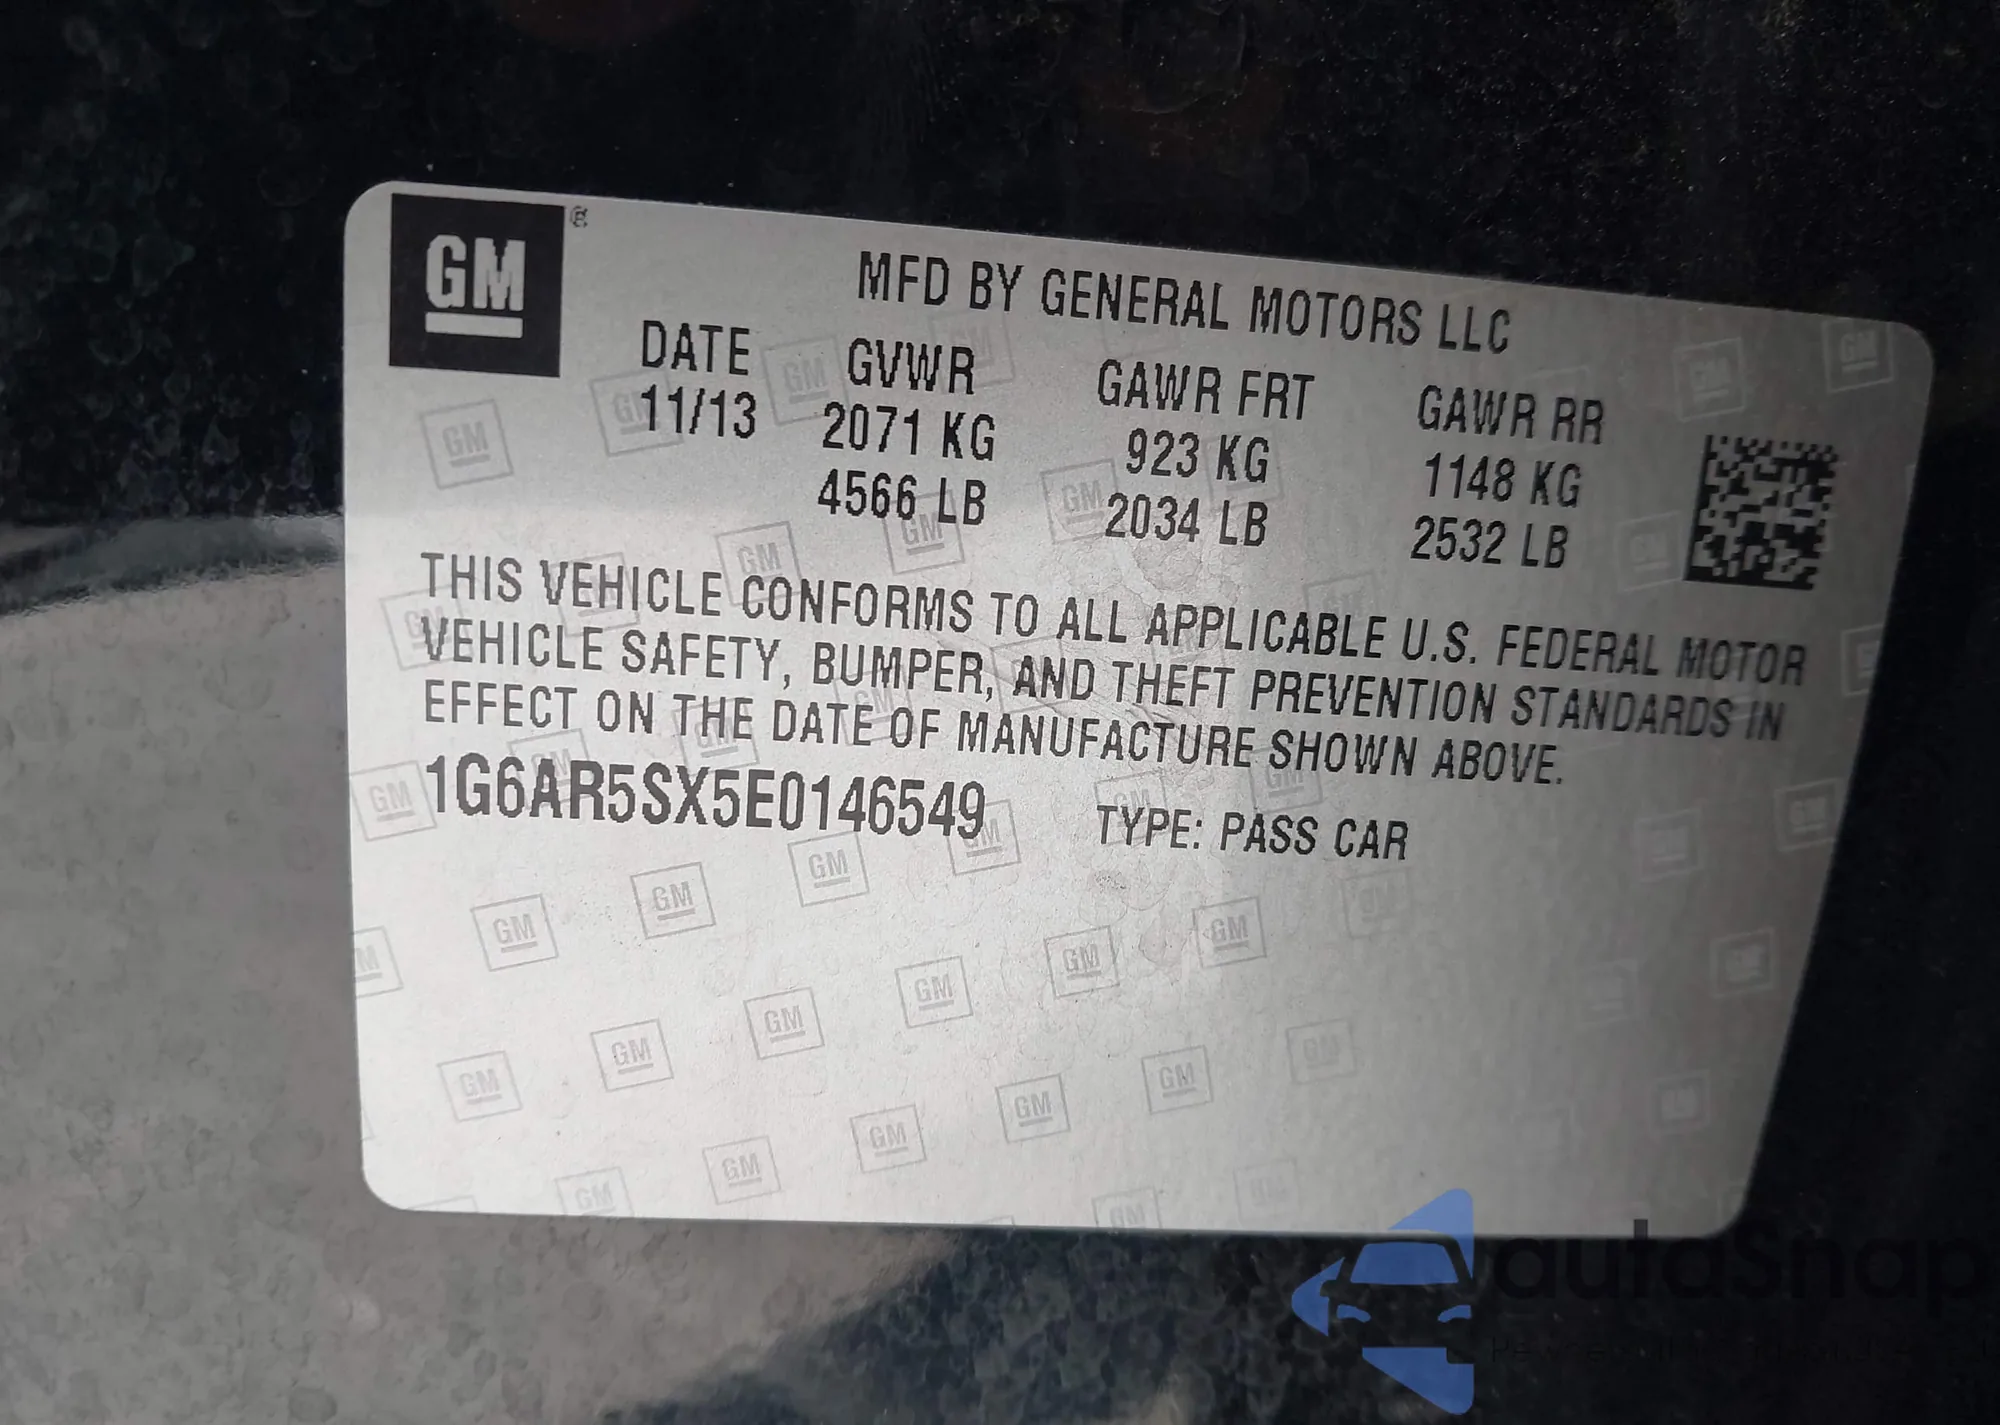 GM
MFD BY GENERAL MOTORS LLC
DATE GVWR GAWR FRT GAWR RR
11/13 2071 KG 923 KG 1148 KG
4566 LB 2034 LB 2532 LB
THIS VEHICLE CONFORMS TO ALL APPLICABLE U.S. FEDERAL MOTOR
VEHICLE SAFETY, BUMPER, AND THEFT PREVENTION STANDARDS IN
EFFECT ON THE DATE OF MANUFACTURE SHOWN ABOVE.
1G6AR5SX5E0146549 TYPE: PASS CAR
autoSnap